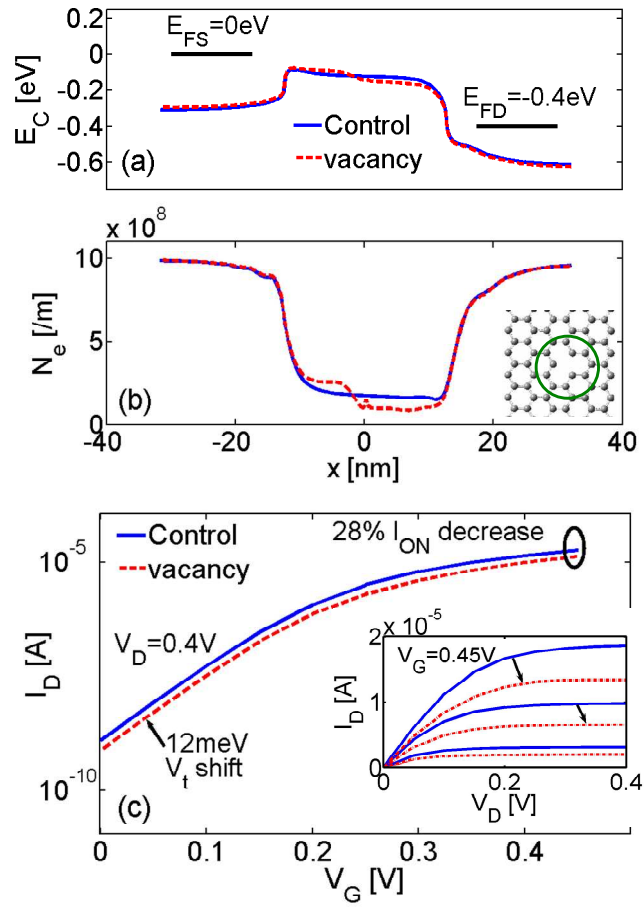 0.2
0
-0.2
-0.4
-0.6
E_C [eV]
E_FS=0eV
E_FD=-0.4eV
Control
vacancy
(a)
x 10^8
10
5
0
N_e [/m]
(b)
-40 -20 0 20 40
x [nm]
Control
vacancy
28% I_ON decrease
10^-5
10^-10
I_D [A]
V_D=0.4V
12meV
V_t shift
(c)
x 10^-5
2
1
0
I_D [A]
V_G=0.45V
0 0.2 0.4
V_D [V]
0 0.1 0.2 0.3 0.4
V_G [V]